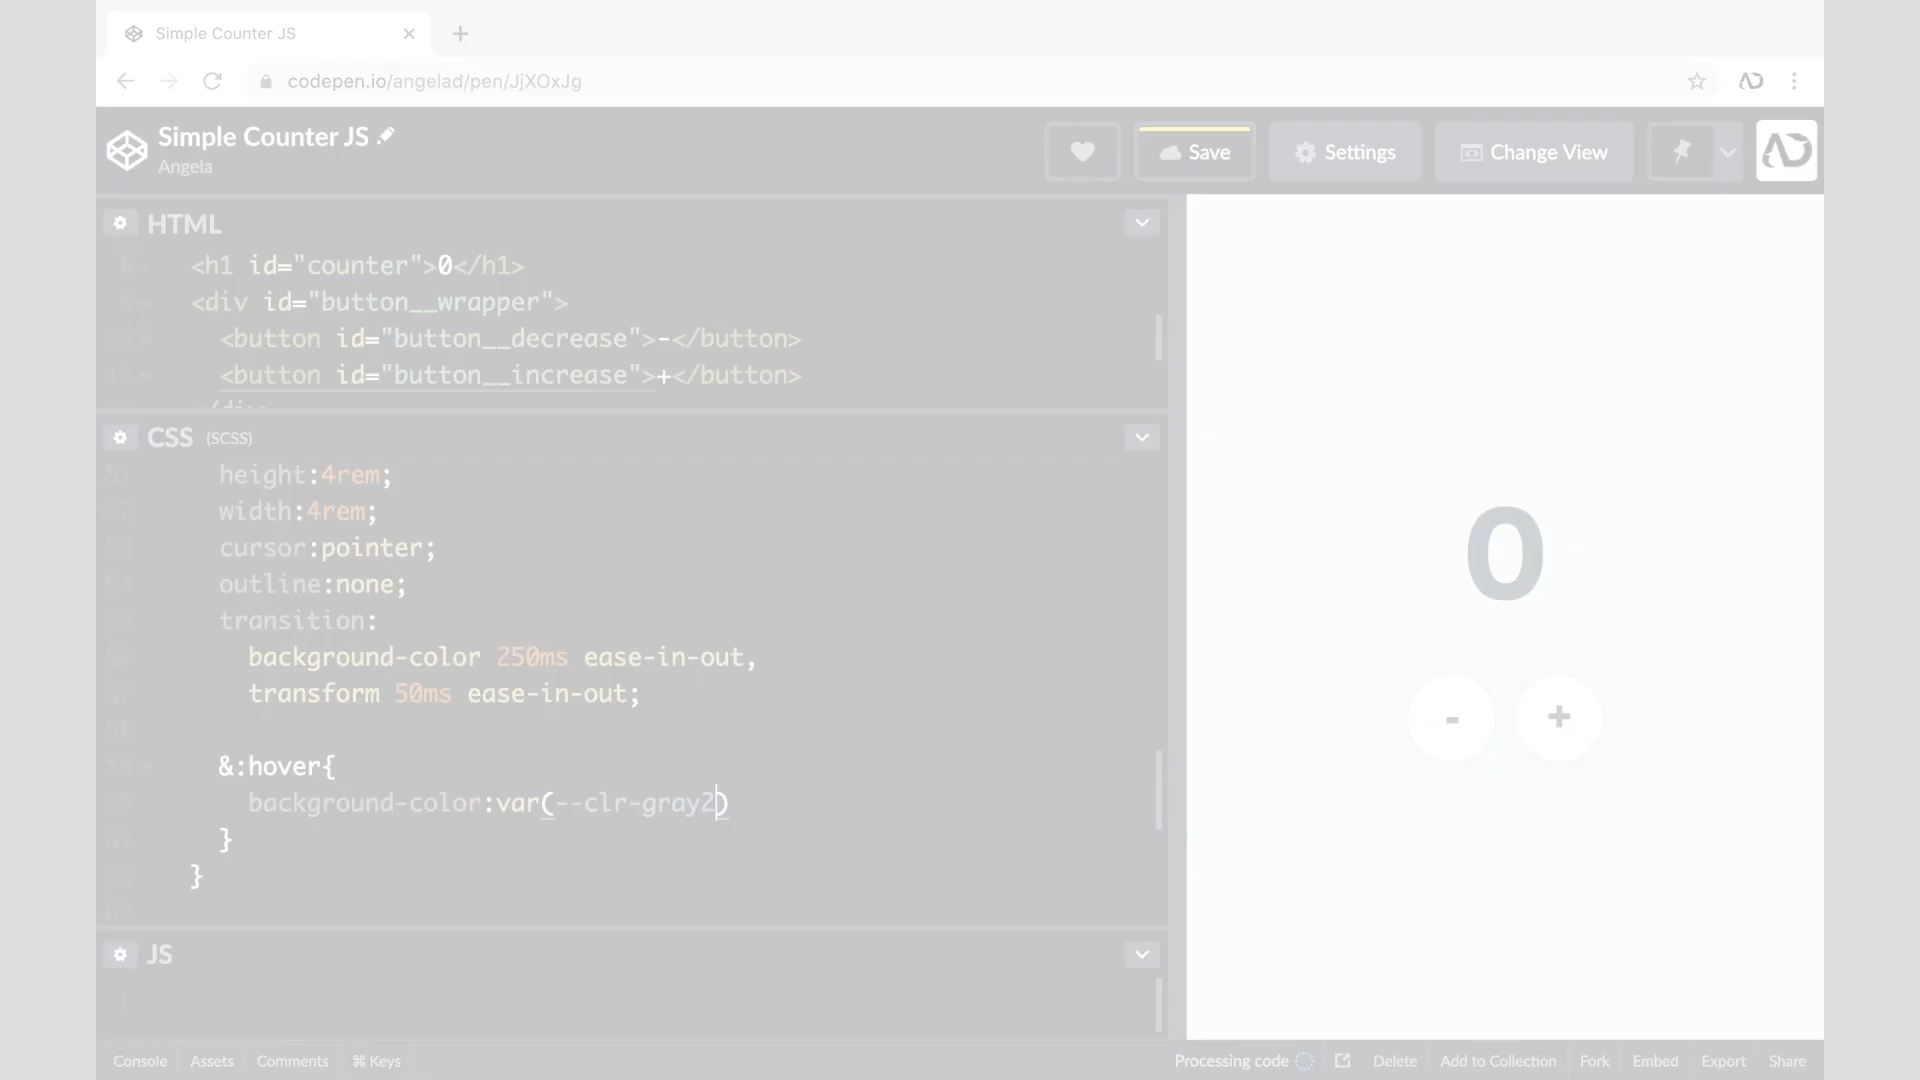 Simple Counter JS
codepen.io/angelad/pen/JjXOxJg
Simple Counter JS
Angela
Save
Settings
Change View
HTML
<h1 id="counter">0</h1>
<div id="button__wrapper">
<button id="button__decrease">-</button>
<button id="button__increase">+</button>
CSS (SCSS)
height:4rem;
width:4rem;
cursor:pointer;
outline:none;
transition:
background-color 250ms ease-in-out,
transform 50ms ease-in-out;
&:hover{
background-color:var(--clr-gray2)
}
}
JS
1
0
- +
Console Assets Comments ⌘ Keys Processing code Delete Add to Collection Fork Embed Export Share